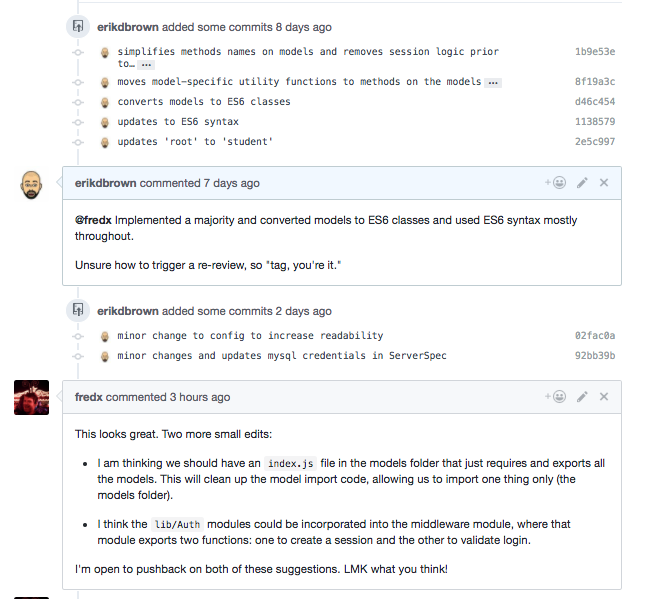 erikdbrown added some commits 8 days ago
simplifies methods names on models and removes session logic prior 1b9e53e
to… …
moves model-specific utility functions to methods on the models … 8f19a3c
converts models to ES6 classes d46c454
updates to ES6 syntax 1138579
updates 'root' to 'student' 2e5c997
erikdbrown commented 7 days ago
@fredx Implemented a majority and converted models to ES6 classes and used ES6 syntax mostly
throughout.
Unsure how to trigger a re-review, so "tag, you're it."
erikdbrown added some commits 2 days ago
minor change to config to increase readability 02fac0a
minor changes and updates mysql credentials in ServerSpec 92bb39b
fredx commented 3 hours ago
This looks great. Two more small edits:
• I am thinking we should have an index.js file in the models folder that just requires and exports all
the models. This will clean up the model import code, allowing us to import one thing only (the
models folder).
• I think the lib/Auth modules could be incorporated into the middleware module, where that
module exports two functions: one to create a session and the other to validate login.
I'm open to pushback on both of these suggestions. LMK what you think!